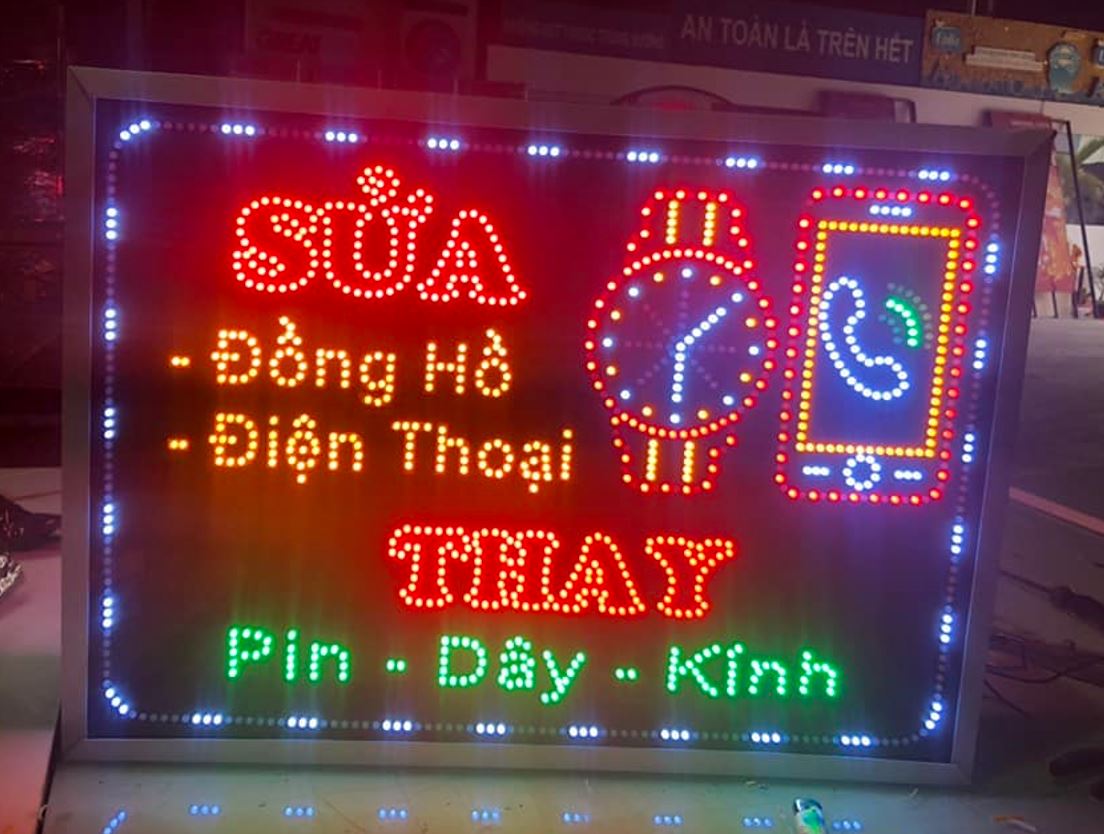 AN TOÀN LÀ TRÊN HẾT
SỬA
- Đồng Hồ
- Điện Thoại
THAY
Pin - Dây - Kính